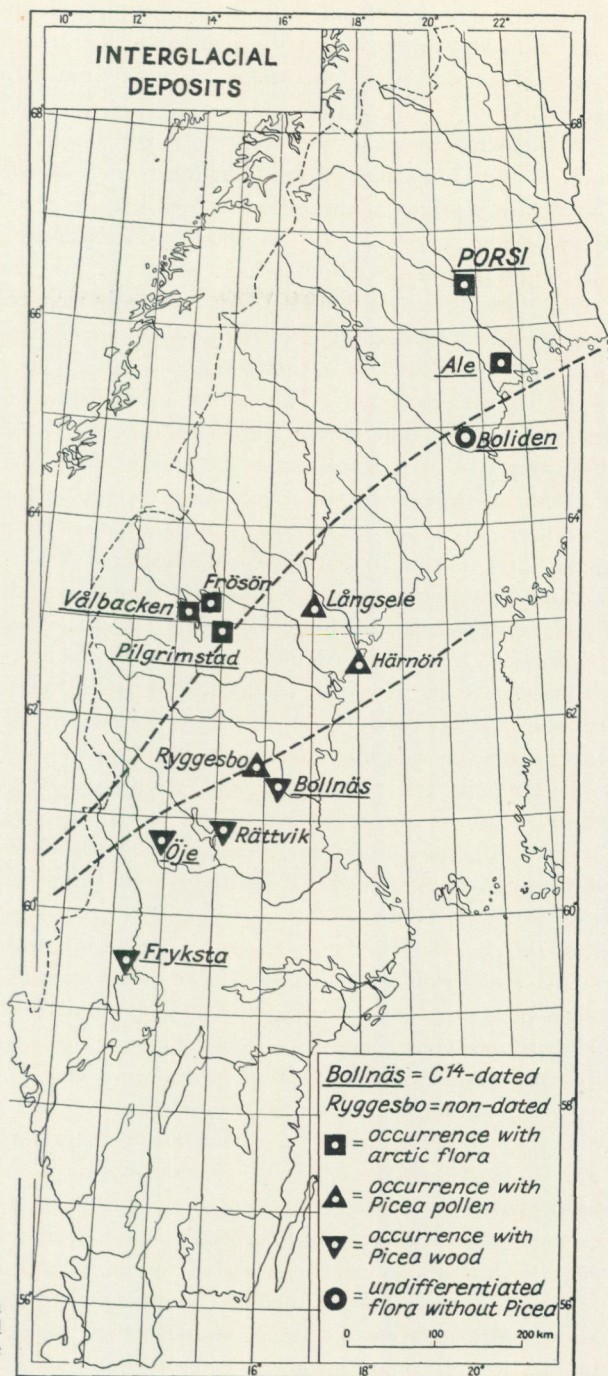 10° 12° 14° 16° 18° 20° 22°
INTERGLACIAL
DEPOSITS
68° 68°
PORSI
66° 66°
Ale
Boliden
64° 64°
Frösön
Vålbacken
Långsele
Pilgrimstad
Härnön
62° 62°
Ryggesbo
Bollnäs
Rättvik
Öje
60° 60°
Fryksta
Bollnäs = C14-dated
Ryggesbo = non-dated
58°
= occurrence with
arctic flora
= occurrence with
Picea pollen
= occurrence with
Picea wood
= undifferentiated
flora without Picea
56° 56°
0 100 200 km
16° 18° 20°